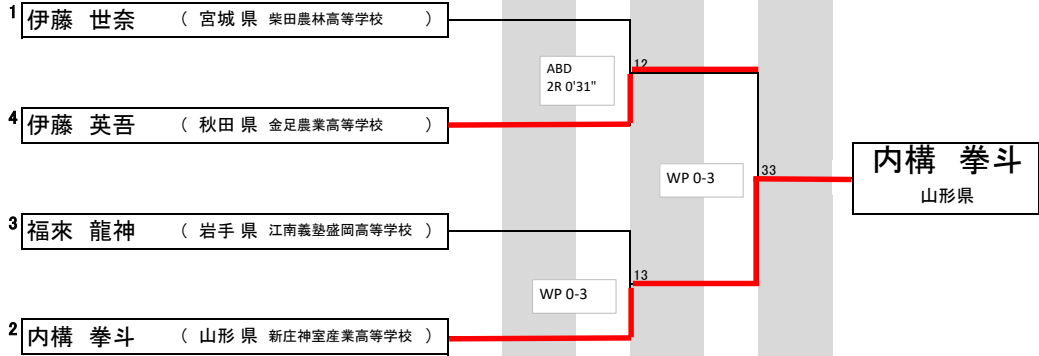 1 伊藤 世奈 （ 宮城 県 柴田農林高等学校 ）
12
ABD
2R 0'31"
4 伊藤 英吾 （ 秋田 県 金足農業高等学校 ）
WP 0-3
33
内構 拳斗
山形県
3 福來 龍神 （ 岩手 県 江南義塾盛岡高等学校 ）
13
WP 0-3
2 内構 拳斗 （ 山形 県 新庄神室産業高等学校 ）